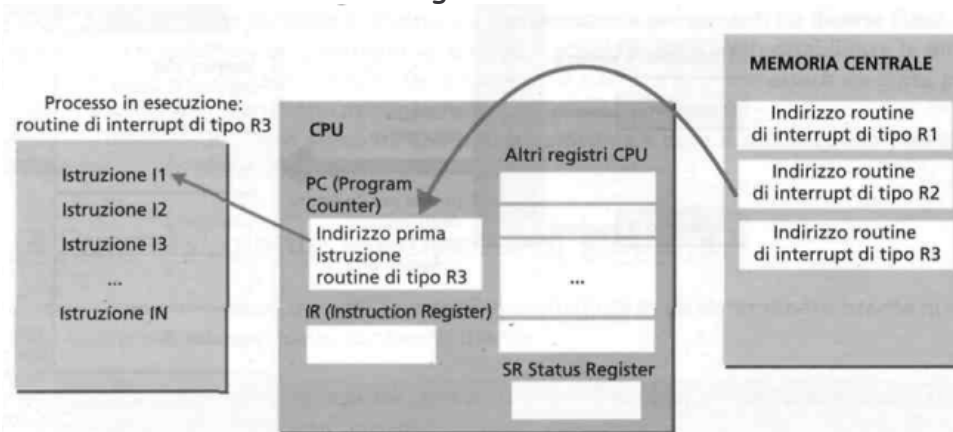 Processo in esecuzione:
routine di interrupt di tipo R3
Istruzione I1
Istruzione I2
Istruzione I3
...
Istruzione IN
CPU
PC (Program
Counter)
Indirizzo prima
istruzione
routine di tipo R3
IR (Instruction Register)
Altri registri CPU
...
SR Status Register
MEMORIA CENTRALE
Indirizzo routine
di interrupt di tipo R1
Indirizzo routine
di interrupt di tipo R2
Indirizzo routine
di interrupt di tipo R3